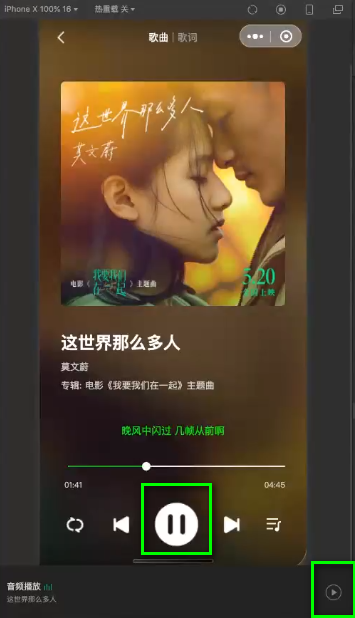 iPhone X 100% 16
热重载 关
歌曲 | 歌词
这世界那么多人
莫文蔚
电影《我要我们在一起》主题曲
5.20
上映
这世界那么多人
莫文蔚
专辑: 电影《我要我们在一起》主题曲
晚风中闪过 几帧从前啊
01:41
04:45
音频播放
这世界那么多人